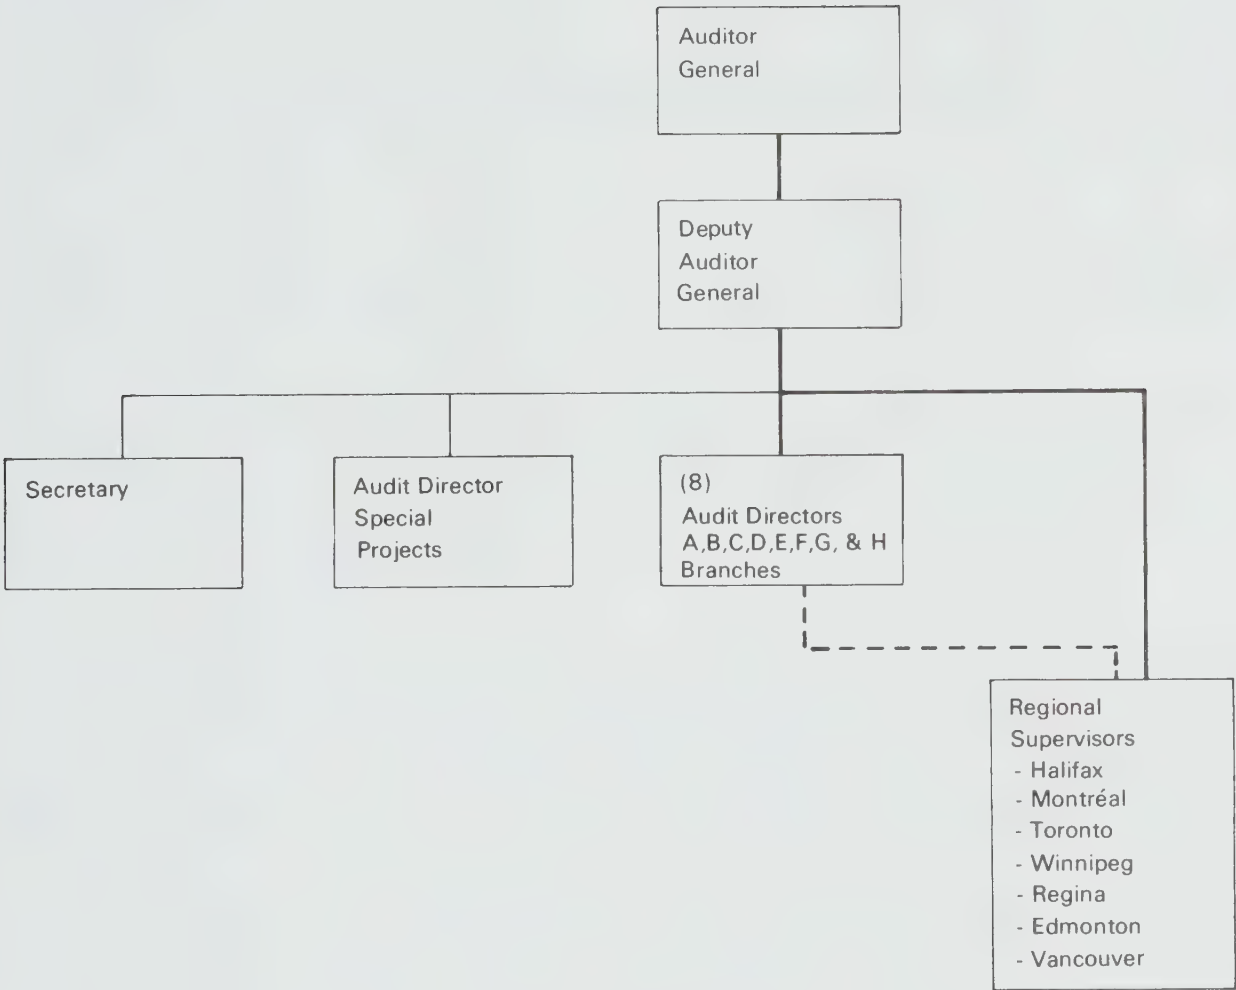 Auditor
General
Deputy
Auditor
General
Secretary
Audit Director
Special
Projects
(8)
Audit Directors
A,B,C,D,E,F,G, & H
Branches
Regional
Supervisors
- Halifax
- Montréal
- Toronto
- Winnipeg
- Regina
- Edmonton
- Vancouver